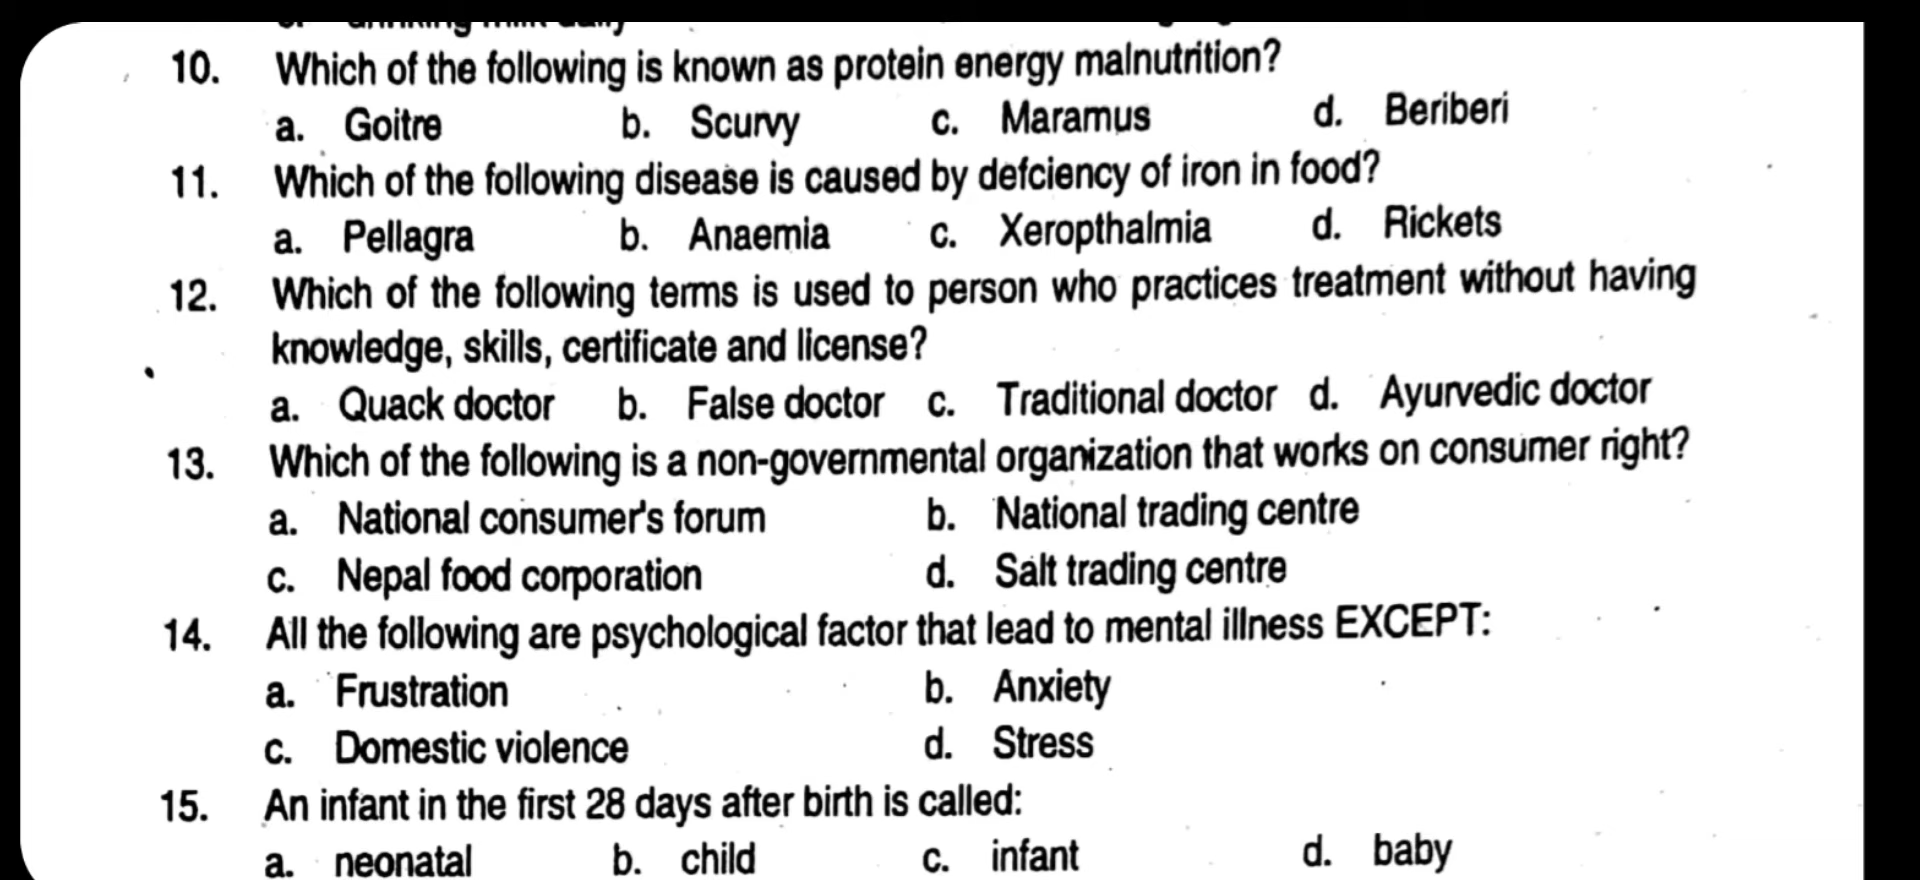 drinking milk daily
10. Which of the following is known as protein energy malnutrition?
a. Goitre b. Scurvy c. Maramus d. Beriberi
11. Which of the following disease is caused by defciency of iron in food?
a. Pellagra b. Anaemia c. Xeropthalmia d. Rickets
12. Which of the following terms is used to person who practices treatment without having
knowledge, skills, certificate and license?
a. Quack doctor b. False doctor c. Traditional doctor d. Ayurvedic doctor
13. Which of the following is a non-governmental organization that works on consumer right?
a. National consumer's forum b. National trading centre
c. Nepal food corporation d. Salt trading centre
14. All the following are psychological factor that lead to mental illness EXCEPT:
a. Frustration b. Anxiety
c. Domestic violence d. Stress
15. An infant in the first 28 days after birth is called:
a. neonatal b. child c. infant d. baby